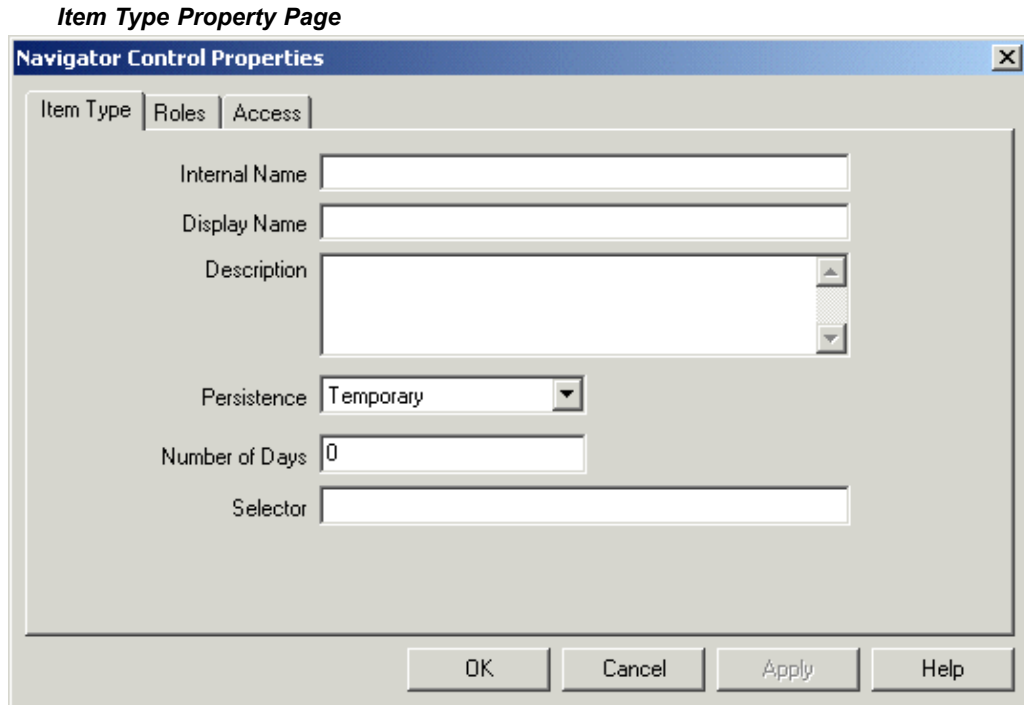 Item Type Property Page
Navigator Control Properties
Item Type Roles Access
Internal Name
Display Name
Description
Persistence Temporary
Number of Days 0
Selector
OK Cancel Apply Help